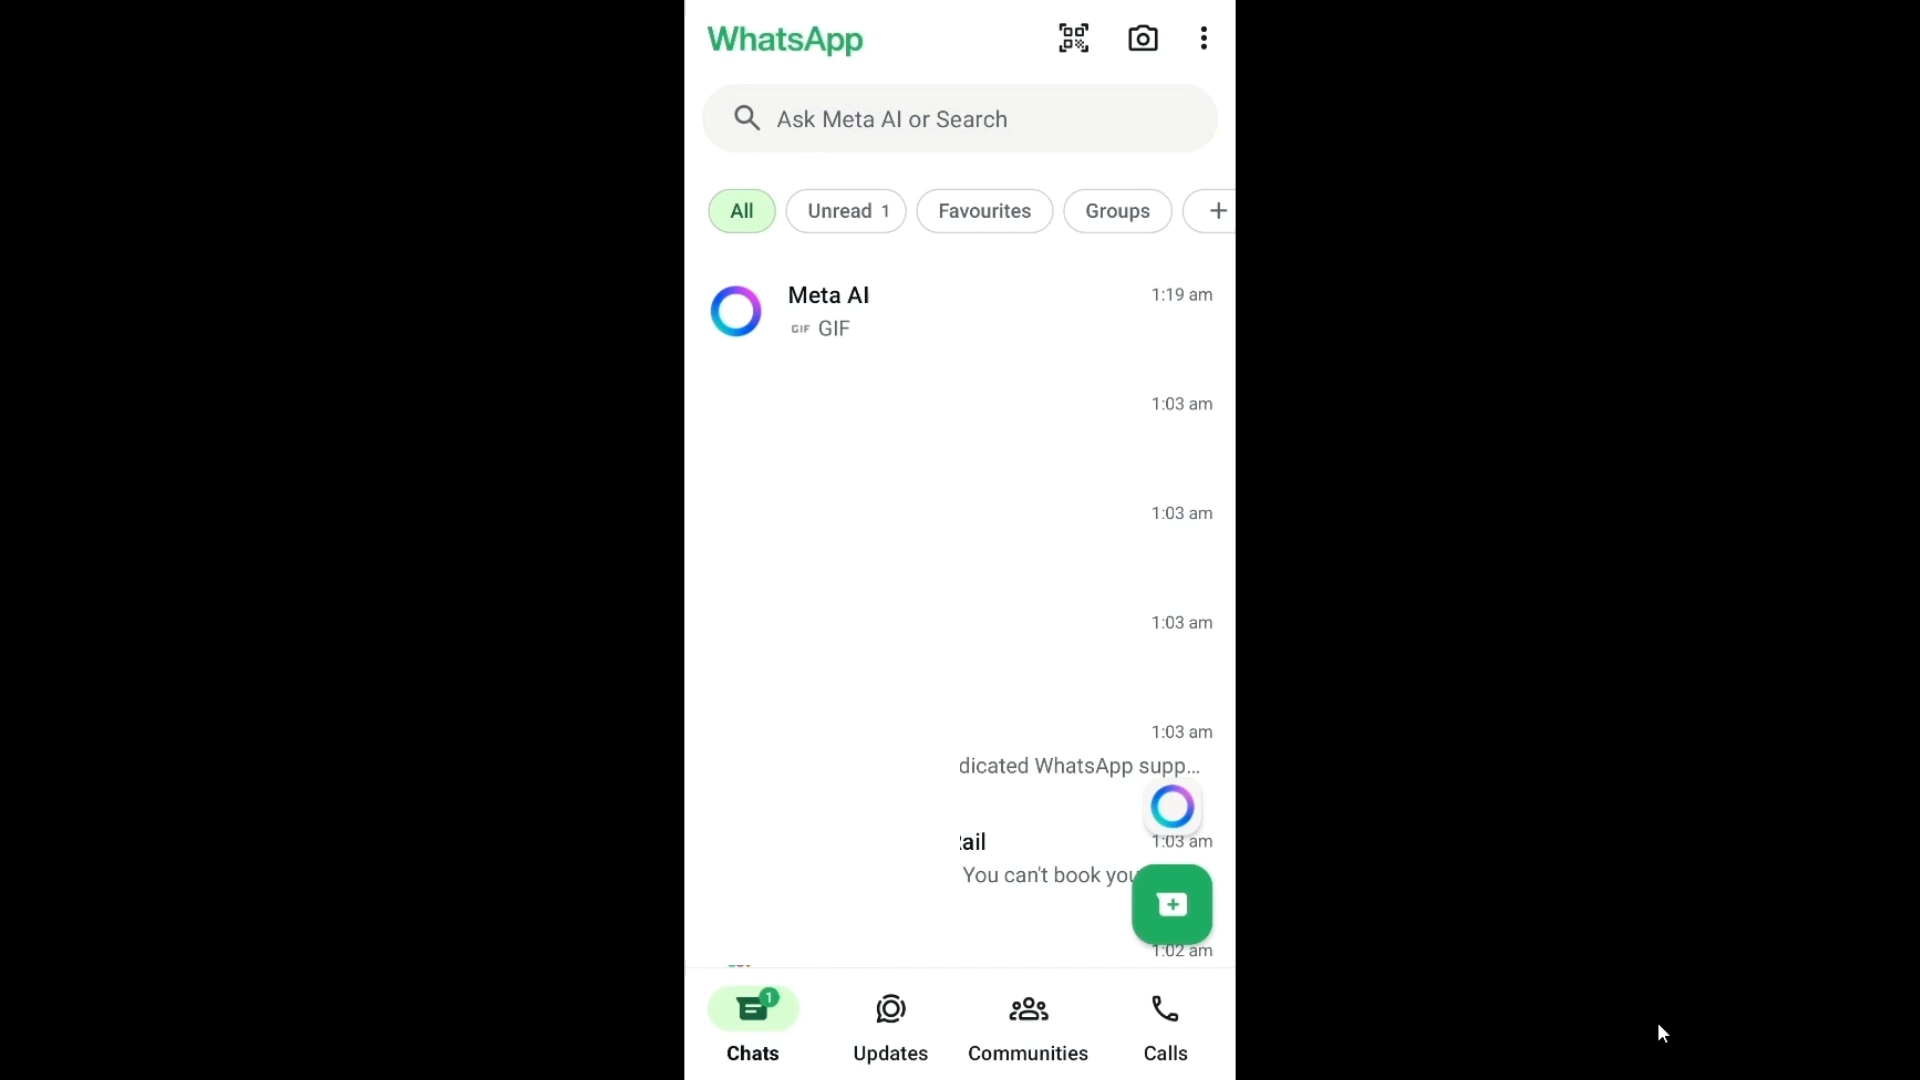 WhatsApp
Ask Meta AI or Search
All
Unread 1
Favourites
Groups
+
Meta AI
1:19 am
GIF GIF
1:03 am
1:03 am
1:03 am
1:03 am
dicated WhatsApp supp...
ail
1:03 am
You can't book you
1:02 am
1
Chats
Updates
Communities
Calls